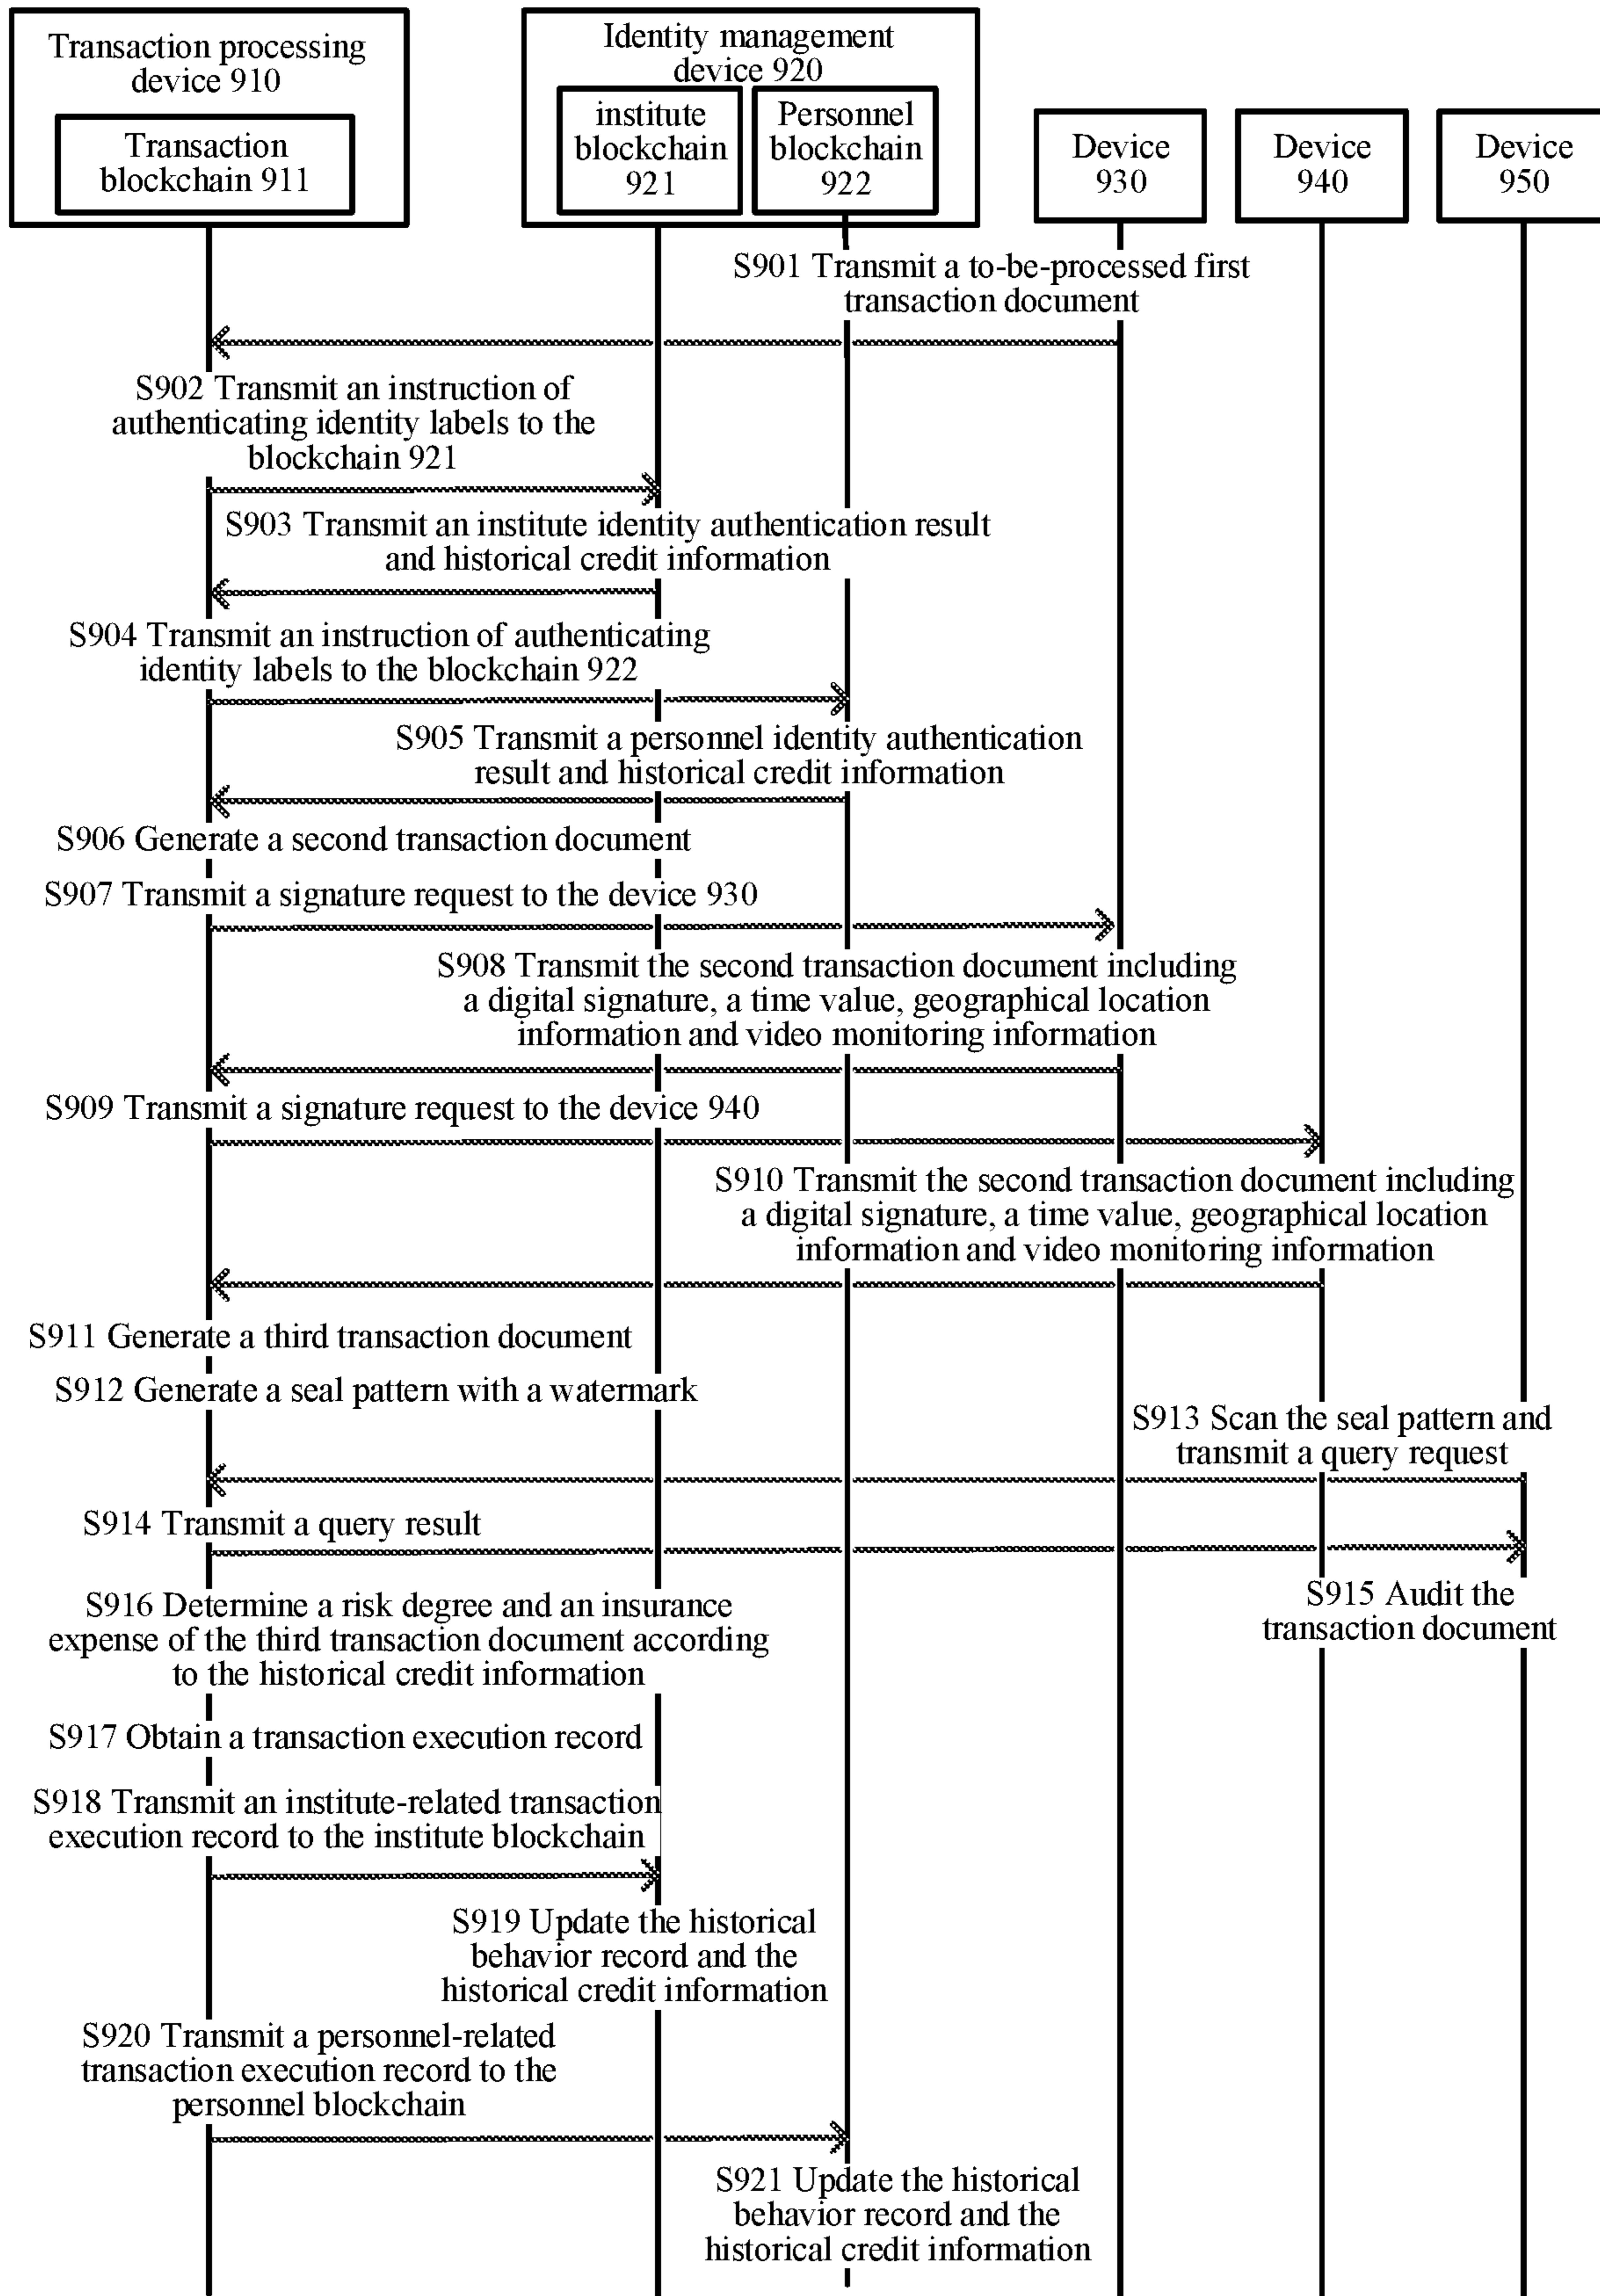 Transaction processing
device 910
Transaction
blockchain 911
Identity management
device 920
institute
blockchain
921
Personnel
blockchain
922
Device
930
Device
940
Device
950
S901 Transmit a to-be-processed first
transaction document
S902 Transmit an instruction of
authenticating identity labels to the
blockchain 921
S903 Transmit an institute identity authentication result
and historical credit information
S904 Transmit an instruction of authenticating
identity labels to the blockchain 922
S905 Transmit a personnel identity authentication
result and historical credit information
S906 Generate a second transaction document
S907 Transmit a signature request to the device 930
S908 Transmit the second transaction document including
a digital signature, a time value, geographical location
information and video monitoring information
S909 Transmit a signature request to the device 940
S910 Transmit the second transaction document including
a digital signature, a time value, geographical location
information and video monitoring information
S911 Generate a third transaction document
S912 Generate a seal pattern with a watermark
S913 Scan the seal pattern and
transmit a query request
S914 Transmit a query result
S915 Audit the
transaction document
S916 Determine a risk degree and an insurance
expense of the third transaction document according
to the historical credit information
S917 Obtain a transaction execution record
S918 Transmit an institute-related transaction
execution record to the institute blockchain
S919 Update the historical
behavior record and the
historical credit information
S920 Transmit a personnel-related
transaction execution record to the
personnel blockchain
S921 Update the historical
behavior record and the
historical credit information